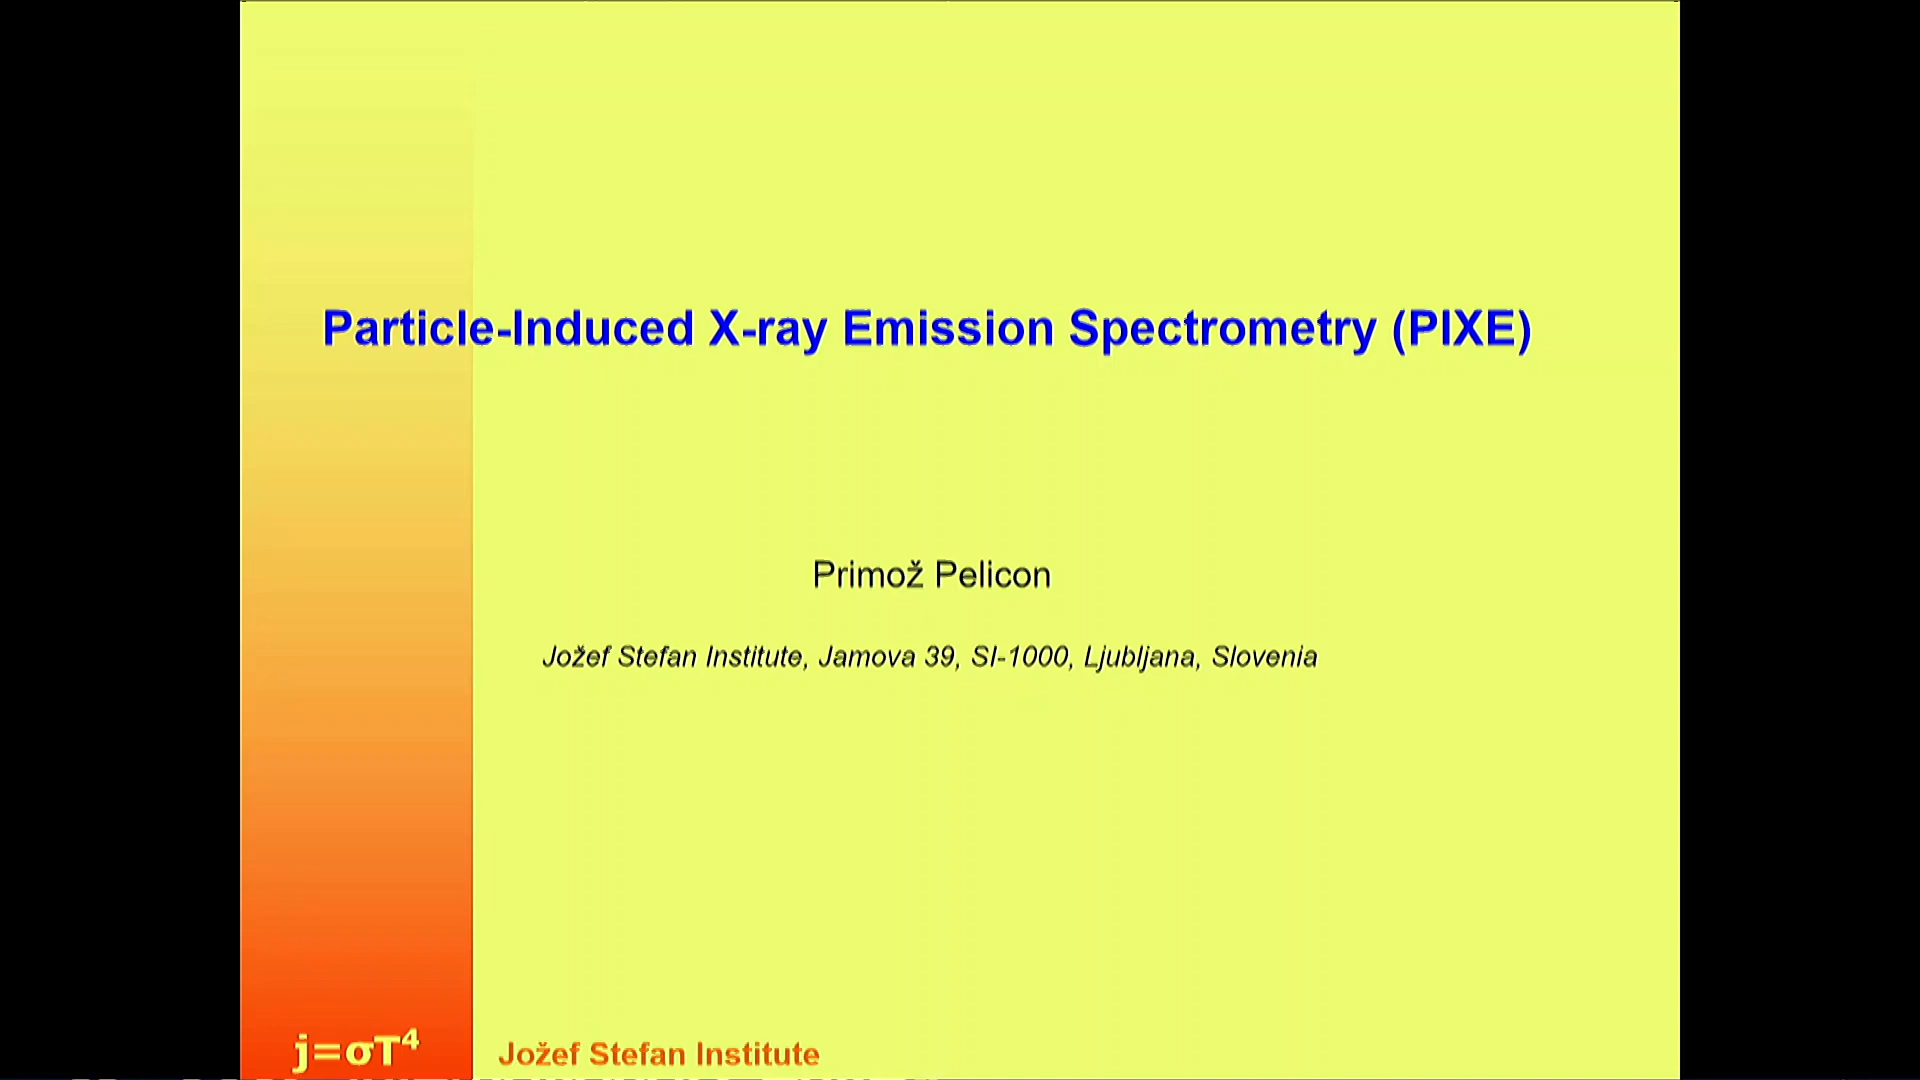 Particle-Induced X-ray Emission Spectrometry (PIXE)
Primož Pelicon
Jožef Stefan Institute, Jamova 39, SI-1000, Ljubljana, Slovenia
j=σT⁴
Jožef Stefan Institute